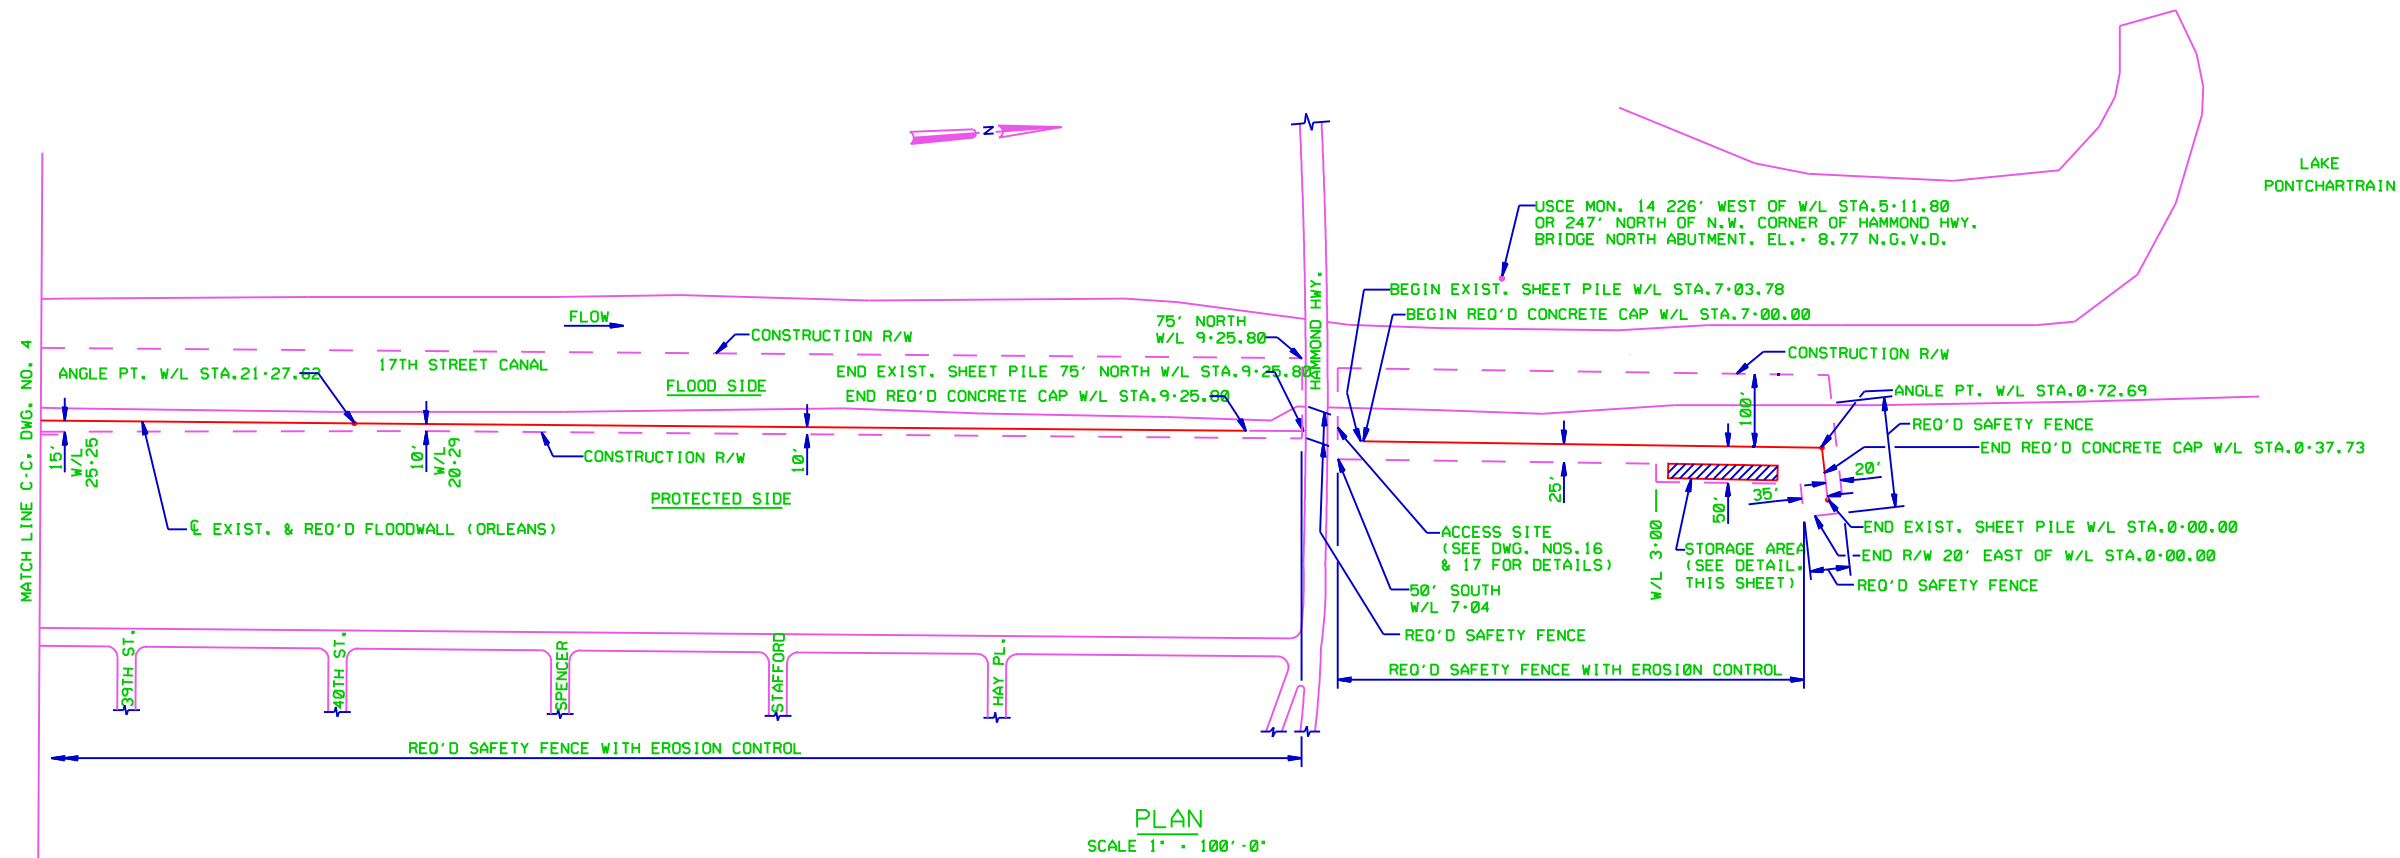 N
LAKE
PONTCHARTRAIN
USCE MON. 14 226' WEST OF W/L STA.5·11.80
OR 247' NORTH OF N.W. CORNER OF HAMMOND HWY.
BRIDGE NORTH ABUTMENT. EL.· 8.77 N.G.V.D.
BEGIN EXIST. SHEET PILE W/L STA.7·03.78
BEGIN REQ'D CONCRETE CAP W/L STA.7·00.00
HAMMOND HWY.
FLOW
75' NORTH
W/L 9·25.80
CONSTRUCTION R/W
CONSTRUCTION R/W
MATCH LINE C-C. DWG. NO. 4
ANGLE PT. W/L STA.21·27.62
17TH STREET CANAL
FLOOD SIDE
END EXIST. SHEET PILE 75' NORTH W/L STA.9·25.80
END REQ'D CONCRETE CAP W/L STA.9·25.80
100'
ANGLE PT. W/L STA.0·72.69
REQ'D SAFETY FENCE
END REQ'D CONCRETE CAP W/L STA.0·37.73
15'
W/L
25·25
10'
W/L
20·29
CONSTRUCTION R/W
10'
25'
20'
35'
50'
PROTECTED SIDE
℄ EXIST. & REQ'D FLOODWALL (ORLEANS)
ACCESS SITE
(SEE DWG. NOS.16
& 17 FOR DETAILS)
W/L 3·00
STORAGE AREA
(SEE DETAIL.
THIS SHEET)
END EXIST. SHEET PILE W/L STA.0·00.00
END R/W 20' EAST OF W/L STA.0·00.00
REQ'D SAFETY FENCE
50' SOUTH
W/L 7·04
REQ'D SAFETY FENCE
39TH ST.
40TH ST.
SPENCER
STAFFORD
HAY PL.
REQ'D SAFETY FENCE WITH EROSION CONTROL
REQ'D SAFETY FENCE WITH EROSION CONTROL
PLAN
SCALE 1" · 100'-0"